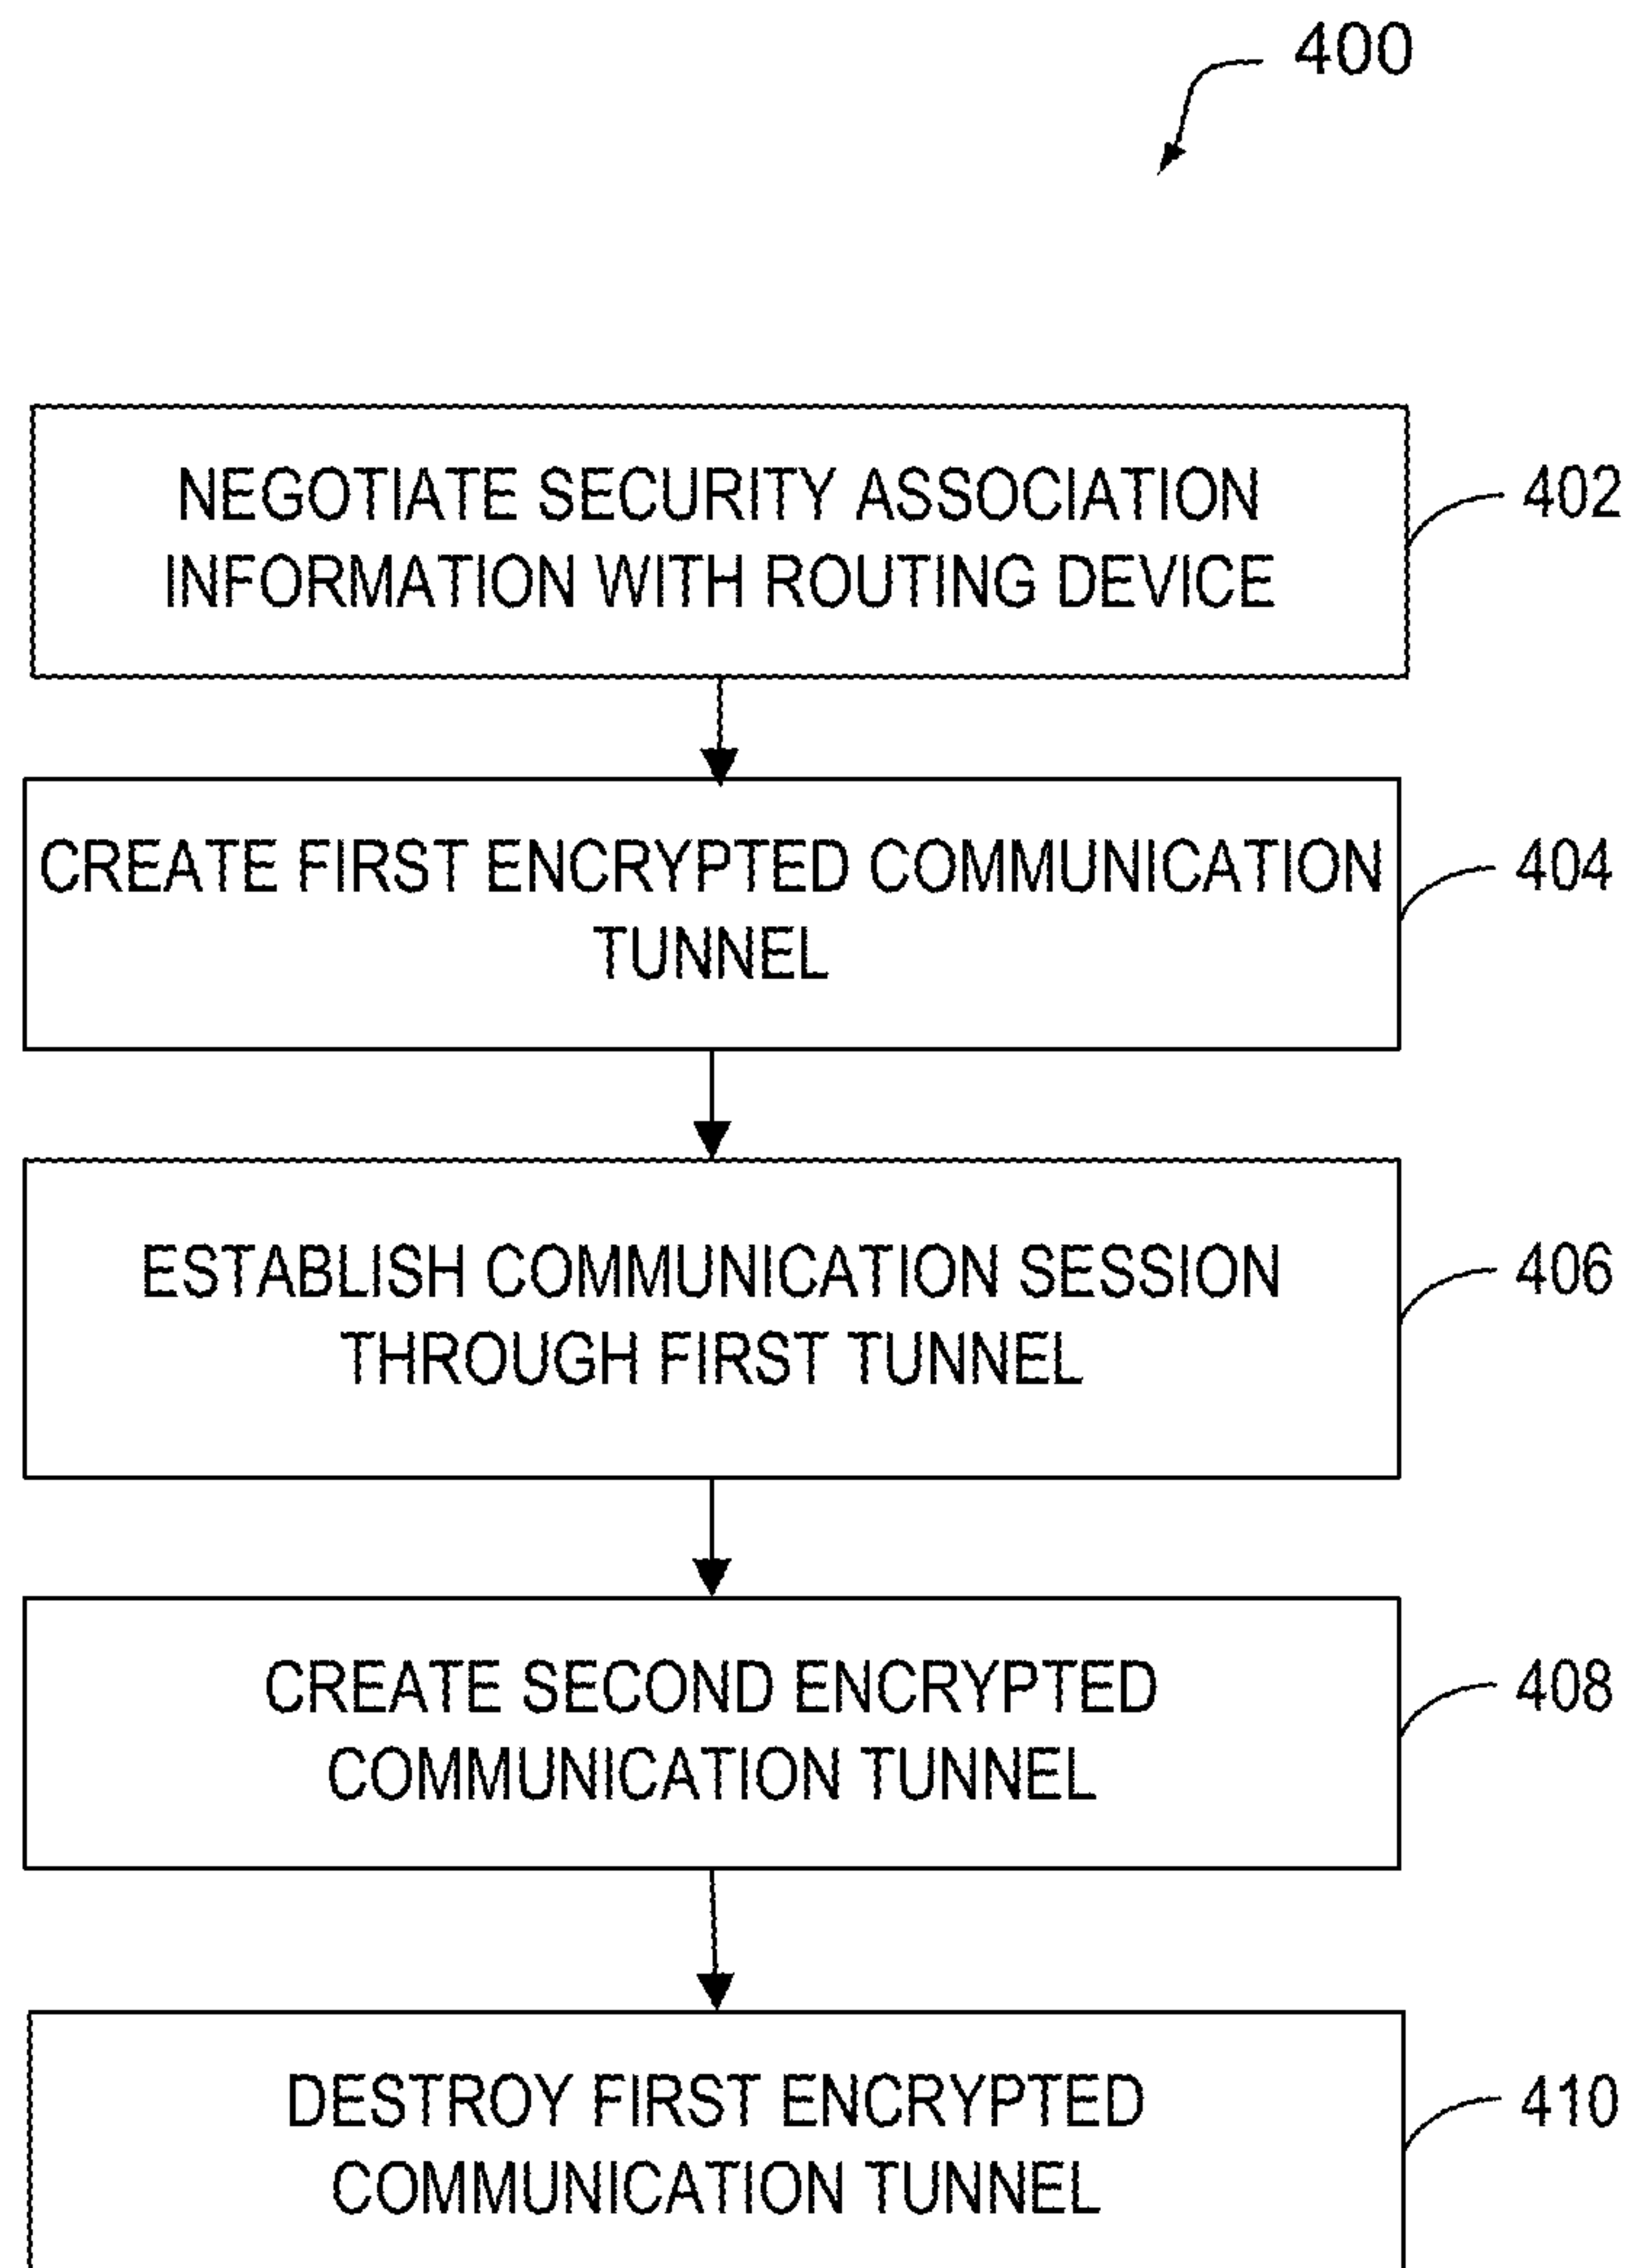 400
NEGOTIATE SECURITY ASSOCIATION
INFORMATION WITH ROUTING DEVICE
402
CREATE FIRST ENCRYPTED COMMUNICATION
TUNNEL
404
ESTABLISH COMMUNICATION SESSION
THROUGH FIRST TUNNEL
406
CREATE SECOND ENCRYPTED
COMMUNICATION TUNNEL
408
DESTROY FIRST ENCRYPTED
COMMUNICATION TUNNEL
410